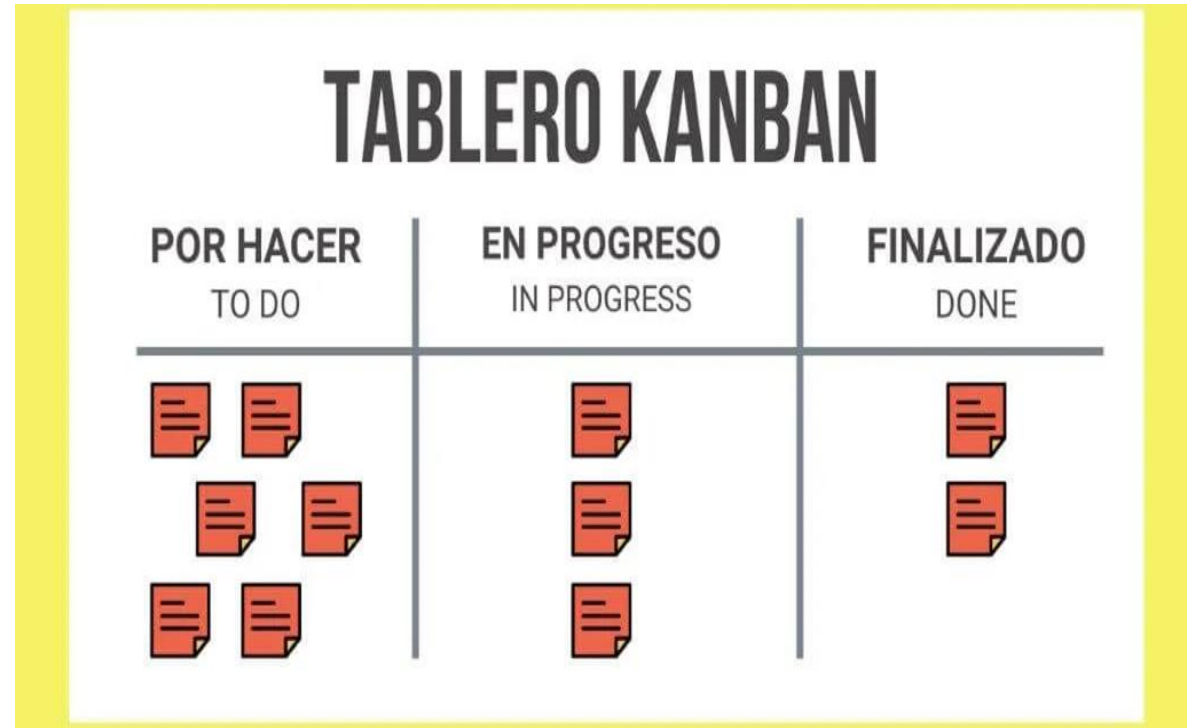 TABLERO KANBAN
POR HACER
TO DO
EN PROGRESO
IN PROGRESS
FINALIZADO
DONE